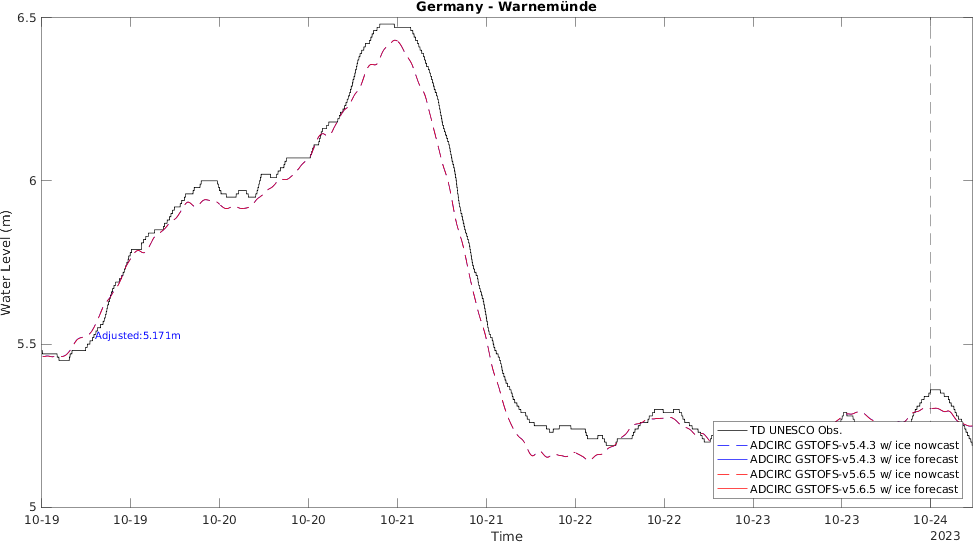 Germany - Warnemünde
6.5
6
5.5
5
Water Level (m)
Adjusted:5.171m
TD UNESCO Obs.
ADCIRC GSTOFS-v5.4.3 w/ ice nowcast
ADCIRC GSTOFS-v5.4.3 w/ ice forecast
ADCIRC GSTOFS-v5.6.5 w/ ice nowcast
ADCIRC GSTOFS-v5.6.5 w/ ice forecast
10-19 10-19 10-20 10-20 10-21 10-21 10-22 10-22 10-23 10-23 10-24
Time
2023